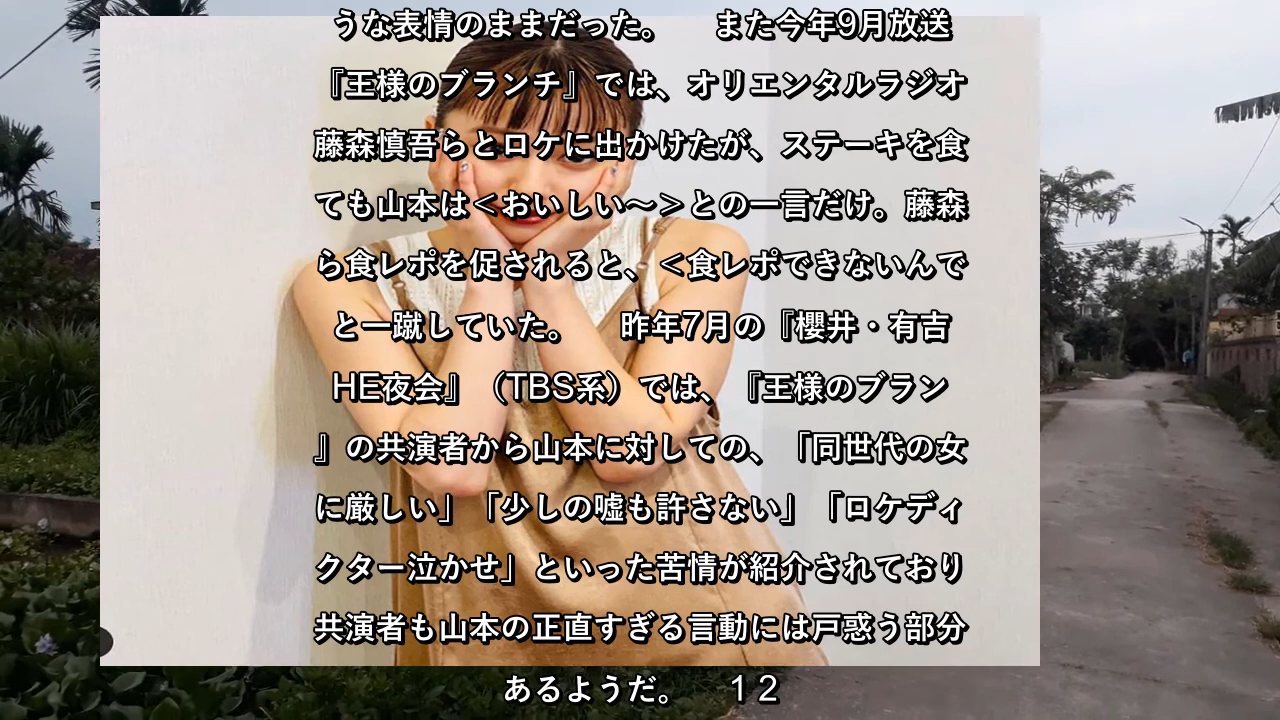 うな表情のままだった。　また今年9月放送
『王様のブランチ』では、オリエンタルラジオ
藤森慎吾らとロケに出かけたが、ステーキを食
ても山本は＜おいしい～＞との一言だけ。藤森
ら食レポを促されると、＜食レポできないんで
と一蹴していた。　昨年7月の『櫻井・有吉
HE夜会』（TBS系）では、『王様のブラン
』の共演者から山本に対しての、「同世代の女
に厳しい」「少しの嘘も許さない」「ロケディ
クター泣かせ」といった苦情が紹介されており
共演者も山本の正直すぎる言動には戸惑う部分
あるようだ。　１２